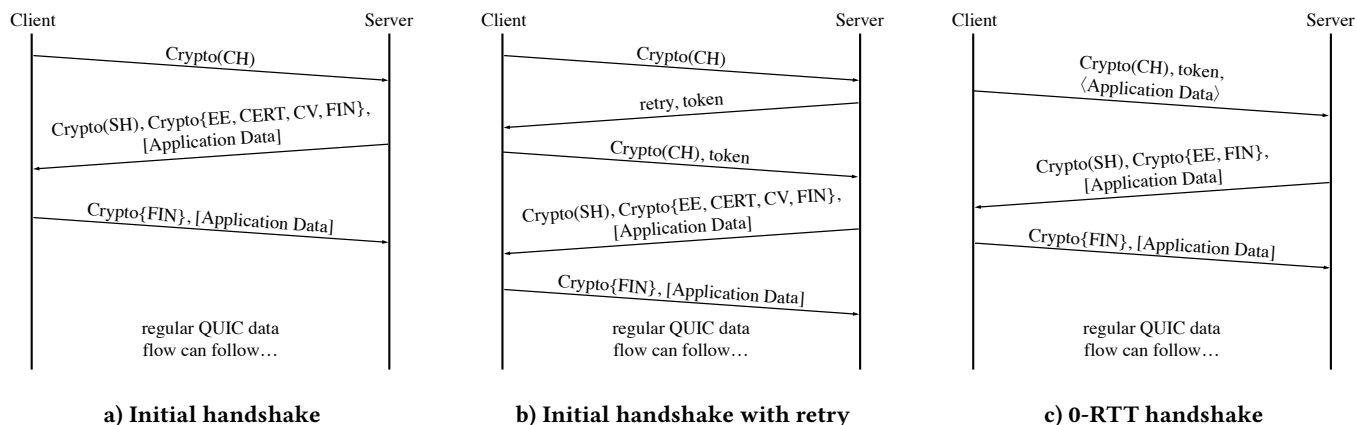 Client
Server
Crypto(CH)
Crypto(SH), Crypto{EE, CERT, CV, FIN},
[Application Data]
Crypto{FIN}, [Application Data]
regular QUIC data
flow can follow…
a) Initial handshake
Client
Server
Crypto(CH)
retry, token
Crypto(CH), token
Crypto(SH), Crypto{EE, CERT, CV, FIN},
[Application Data]
Crypto{FIN}, [Application Data]
regular QUIC data
flow can follow…
b) Initial handshake with retry
Client
Server
Crypto(CH), token,
⟨Application Data⟩
Crypto(SH), Crypto{EE, FIN},
[Application Data]
Crypto{FIN}, [Application Data]
regular QUIC data
flow can follow…
c) 0-RTT handshake